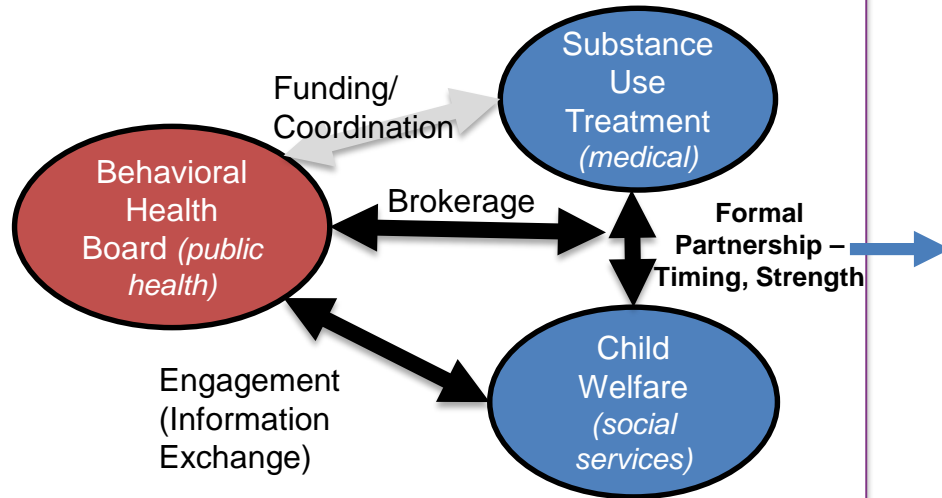 Substance
Use
Treatment
(medical)
Funding/
Coordination
Behavioral
Health
Board (public
health)
Brokerage
Formal
Partnership –
Timing, Strength
Engagement
(Information
Exchange)
Child
Welfare
(social
services)